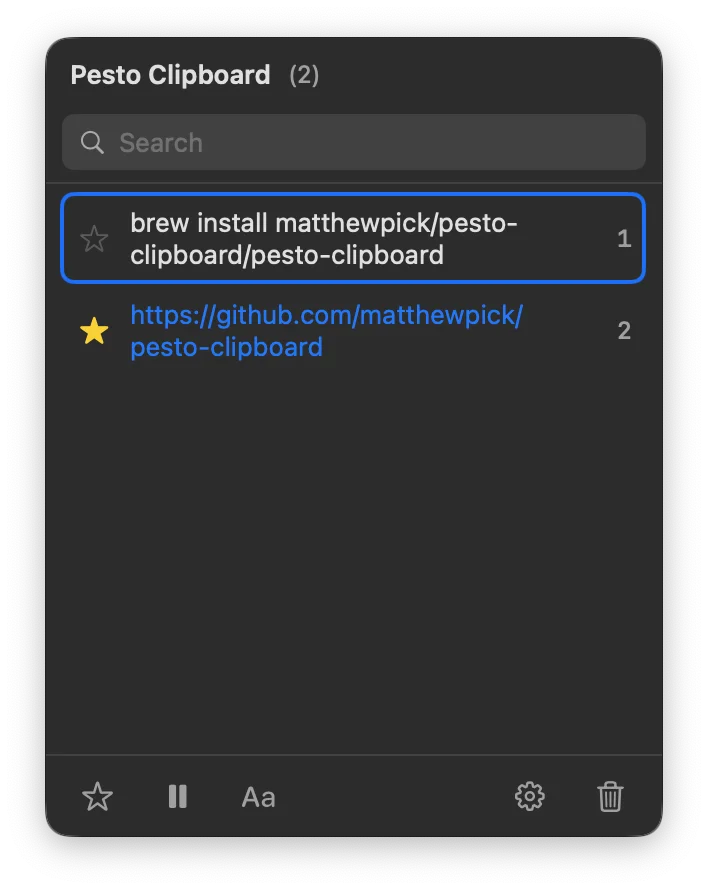 Pesto Clipboard (2)
Search
brew install matthewpick/pesto-
clipboard/pesto-clipboard
1
https://github.com/matthewpick/
pesto-clipboard
2
Aa